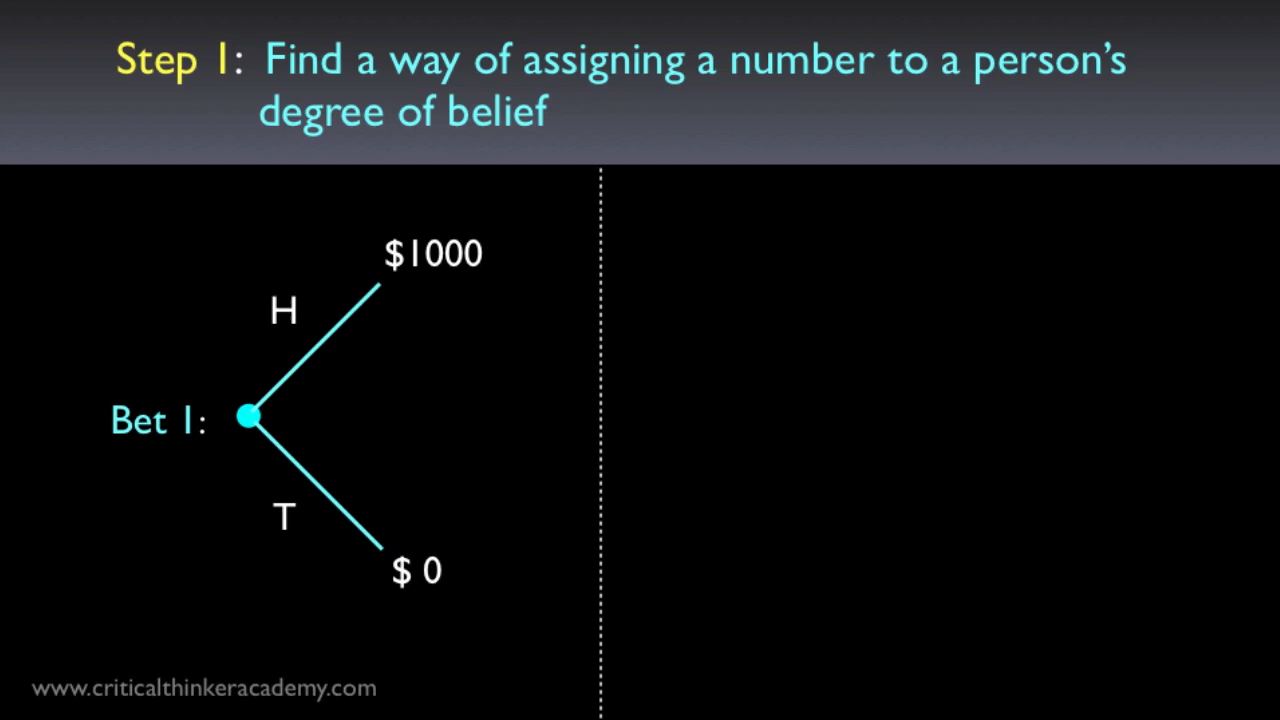 Step 1: Find a way of assigning a number to a person's
degree of belief
$1000
H
Bet 1:
T
$ 0
www.criticalthinkeracademy.com